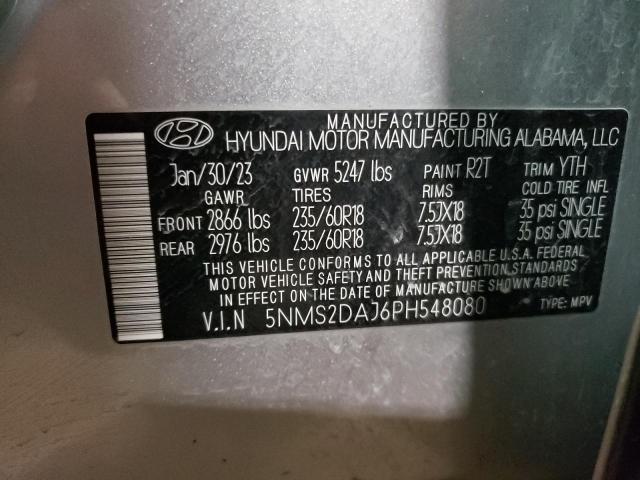 MANUFACTURED BY
HYUNDAI MOTOR MANUFACTURING ALABAMA, LLC
Jan/30/23 GVWR 5247 lbs PAINT R2T TRIM YTH
GAWR TIRES RIMS COLD TIRE INFL
FRONT 2866 lbs 235/60R18 7.5JX18 35 psi SINGLE
REAR 2976 lbs 235/60R18 7.5JX18 35 psi SINGLE
THIS VEHICLE CONFORMS TO ALL APPLICABLE U.S.A. FEDERAL
MOTOR VEHICLE SAFETY AND THEFT PREVENTION STANDARDS
IN EFFECT ON THE DATE OF MANUFACTURE SHOWN ABOVE.
V.I.N 5NMS2DAJ6PH548080 TYPE: MPV